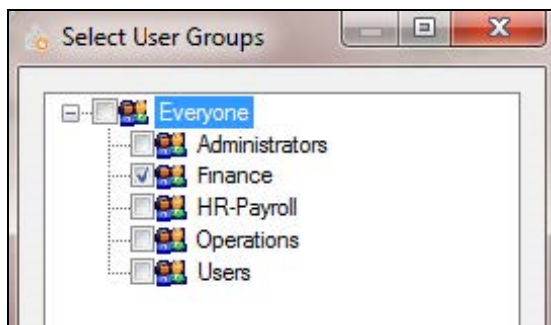 Select User Groups
Everyone
Administrators
Finance
HR-Payroll
Operations
Users